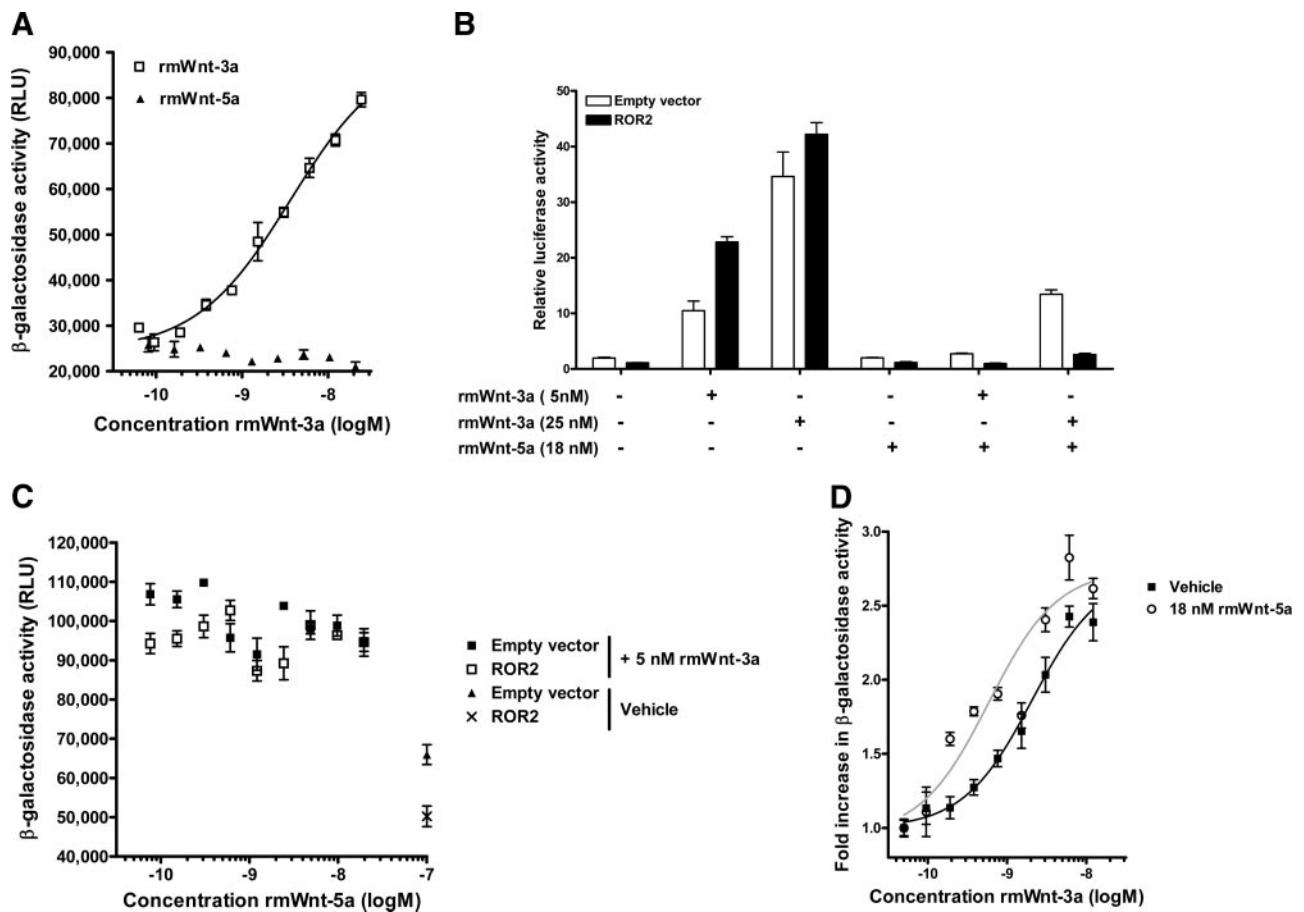 A
β-galactosidase activity (RLU)
90,000
80,000
70,000
60,000
50,000
40,000
30,000
20,000
rmWnt-3a
rmWnt-5a
-10 -9 -8
Concentration rmWnt-3a (logM)
B
Relative luciferase activity
50
40
30
20
10
0
Empty vector
ROR2
rmWnt-3a ( 5nM) - + - - + -
rmWnt-3a (25 nM) - - + - - +
rmWnt-5a (18 nM) - - - + + +
C
β-galactosidase activity (RLU)
120,000
110,000
100,000
90,000
80,000
70,000
60,000
50,000
40,000
-10 -9 -8 -7
Concentration rmWnt-5a (logM)
Empty vector
ROR2
+ 5 nM rmWnt-3a
Empty vector
ROR2
Vehicle
D
Fold increase in β-galactosidase activity
3.0
2.5
2.0
1.5
1.0
-10 -9 -8
Concentration rmWnt-3a (logM)
Vehicle
18 nM rmWnt-5a